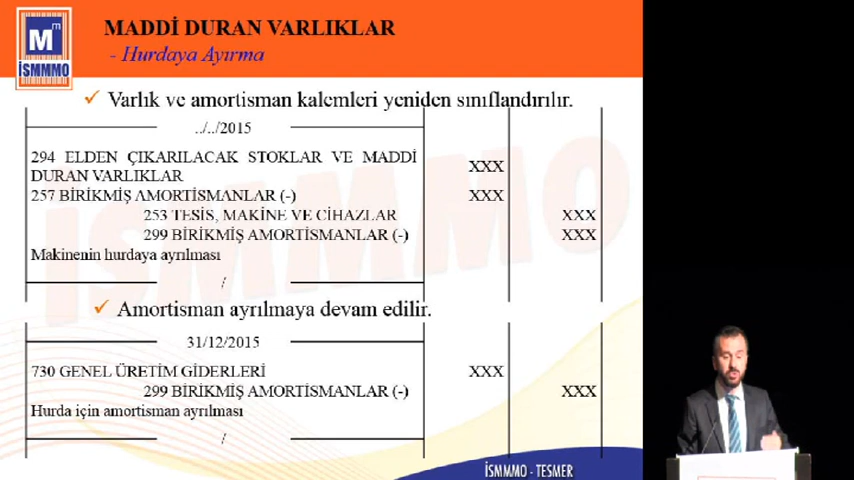 MADDİ DURAN VARLIKLAR
- Hurdaya Ayırma
M m
İSMMMO
✓ Varlık ve amortisman kalemleri yeniden sınıflandırılır.
../../2015
294 ELDEN ÇIKARILACAK STOKLAR VE MADDİ
DURAN VARLIKLAR XXX
257 BİRİKMİŞ AMORTİSMANLAR (-) XXX
253 TESİS, MAKİNE VE CİHAZLAR XXX
299 BİRİKMİŞ AMORTİSMANLAR (-) XXX
Makinenin hurdaya ayrılması
/
✓ Amortisman ayrılmaya devam edilir.
31/12/2015
730 GENEL ÜRETİM GİDERLERİ XXX
299 BİRİKMİŞ AMORTİSMANLAR (-) XXX
Hurda için amortisman ayrılması
/
İSMMMO - TESMER
İSMMMO